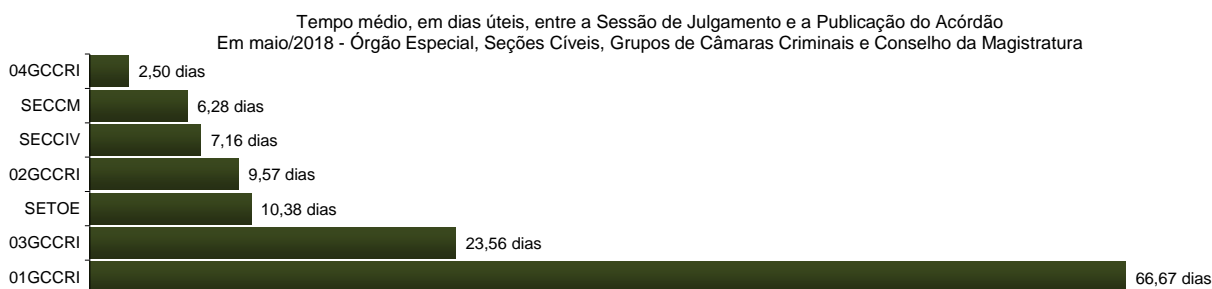 Tempo médio, em dias úteis, entre a Sessão de Julgamento e a Publicação do Acórdão
Em maio/2018 - Órgão Especial, Seções Cíveis, Grupos de Câmaras Criminais e Conselho da Magistratura
04GCCRI 2,50 dias
SECCM 6,28 dias
SECCIV 7,16 dias
02GCCRI 9,57 dias
SETOE 10,38 dias
03GCCRI 23,56 dias
01GCCRI 66,67 dias